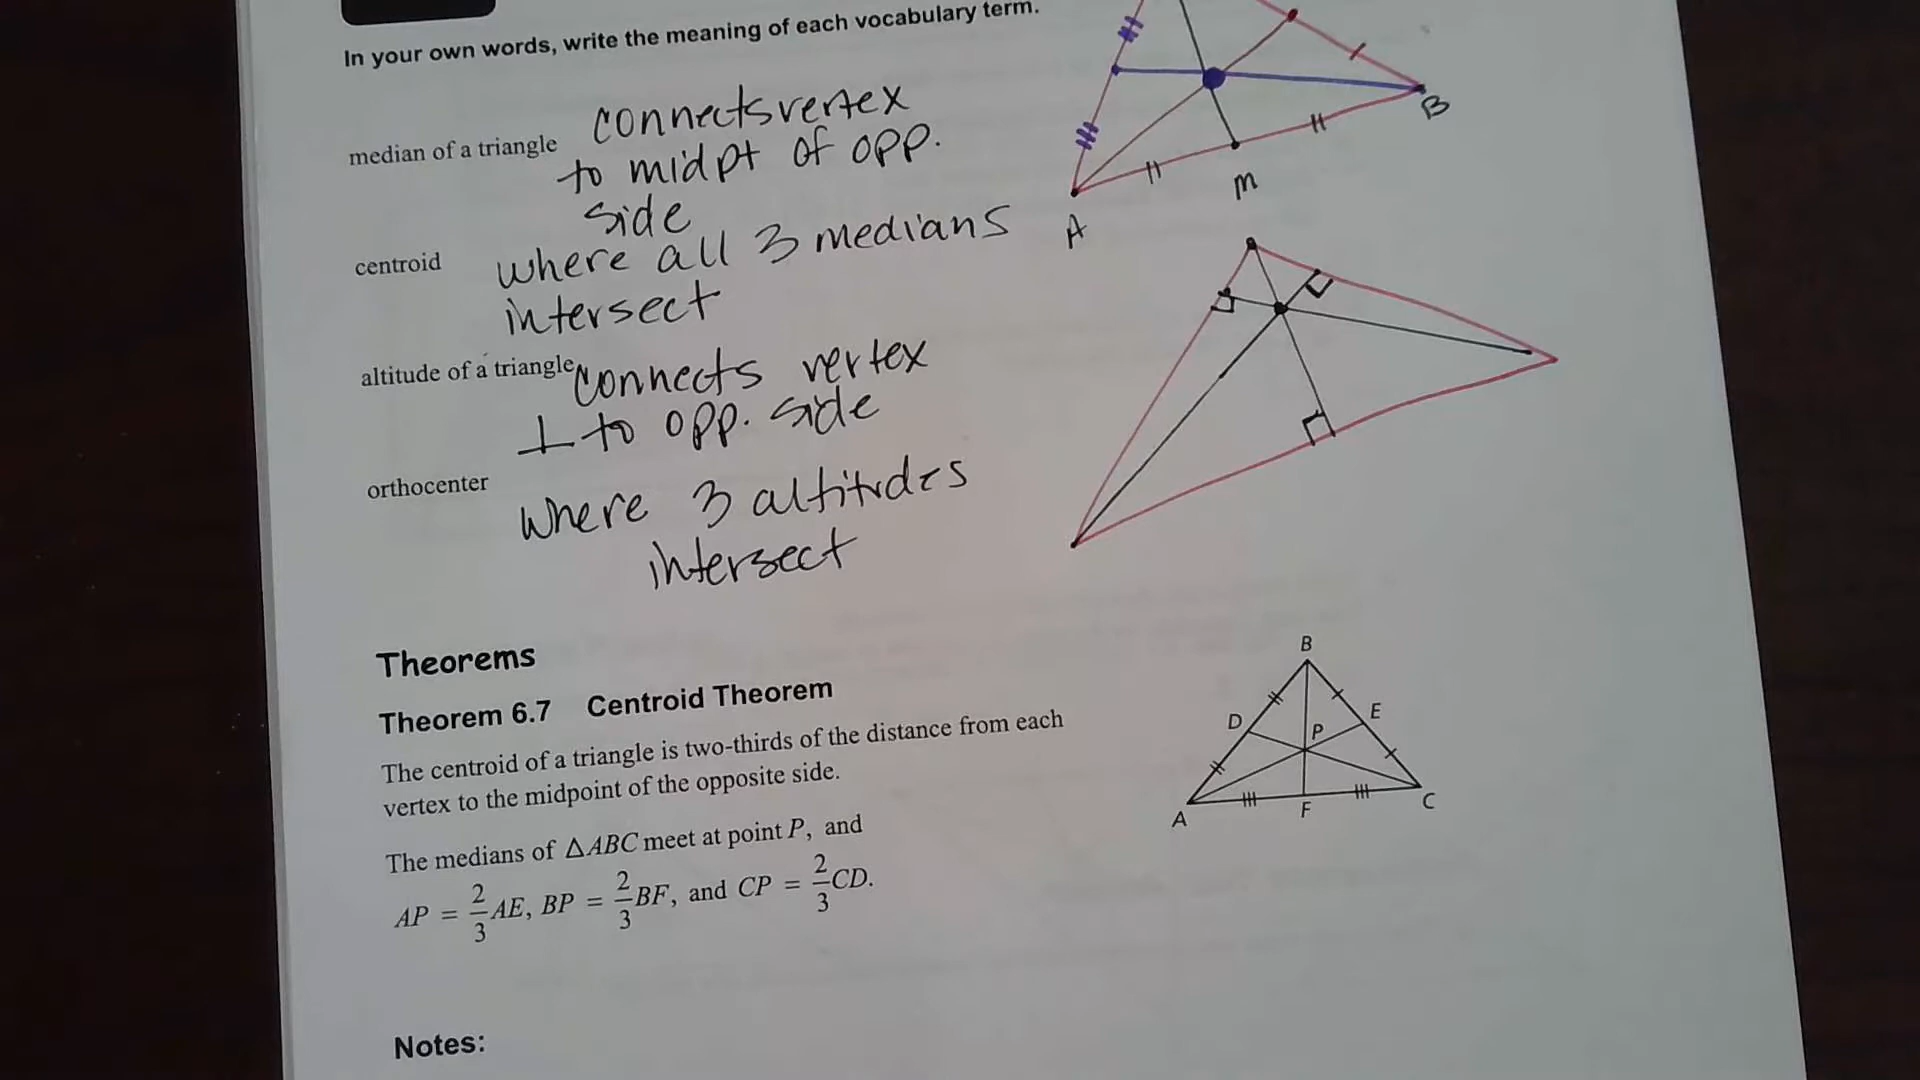 In your own words, write the meaning of each vocabulary term.
median of a triangle connects vertex
to midpt of opp.
side
centroid where all 3 medians
intersect
altitude of a triangle connects vertex
⊥ to opp. side
orthocenter where 3 altitudes
intersect
B
M
A
Theorems
Theorem 6.7 Centroid Theorem
The centroid of a triangle is two-thirds of the distance from each
vertex to the midpoint of the opposite side.
The medians of △ABC meet at point P, and
AP = 2/3 AE, BP = 2/3 BF, and CP = 2/3 CD.
B
D
E
P
A
F
C
Notes: